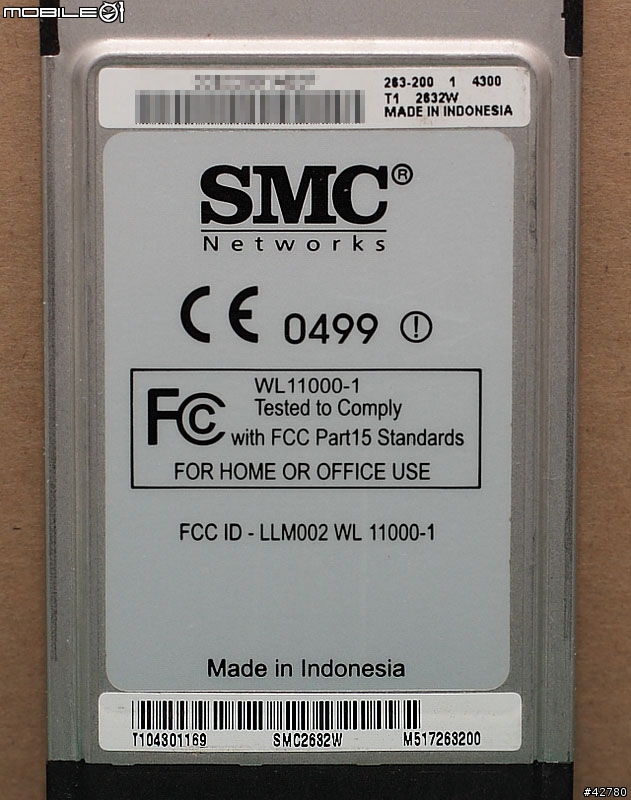 MOBILE01
263-200 1 4300
T1 2632W
MADE IN INDONESIA
SMC®
Networks
CE 0499 !
FC
WL11000-1
Tested to Comply
with FCC Part15 Standards
FOR HOME OR OFFICE USE
FCC ID - LLM002 WL 11000-1
Made in Indonesia
T104301169 SMC2632W M517263200
#42780